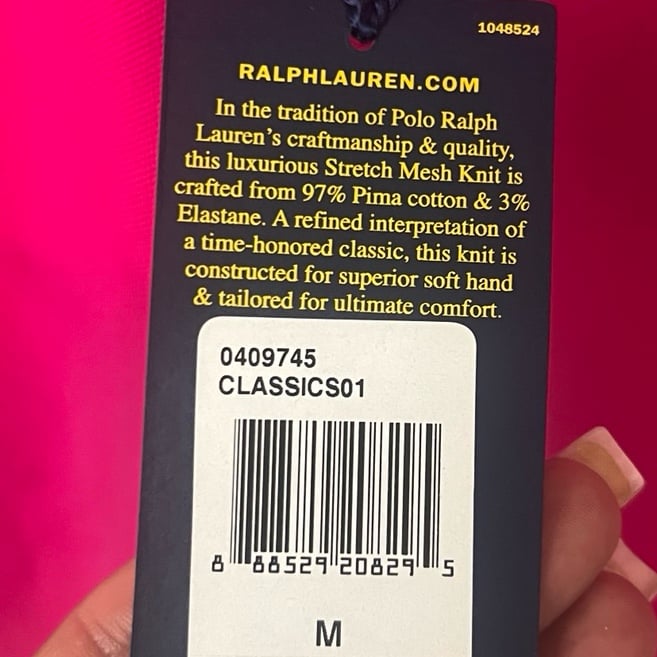 1048524
RALPHLAUREN.COM
In the tradition of Polo Ralph
Lauren's craftmanship & quality,
this luxurious Stretch Mesh Knit is
crafted from 97% Pima cotton & 3%
Elastane. A refined interpretation of
a time-honored classic, this knit is
constructed for superior soft hand
& tailored for ultimate comfort.
0409745
CLASSICS01
8 88529 20829 5
M